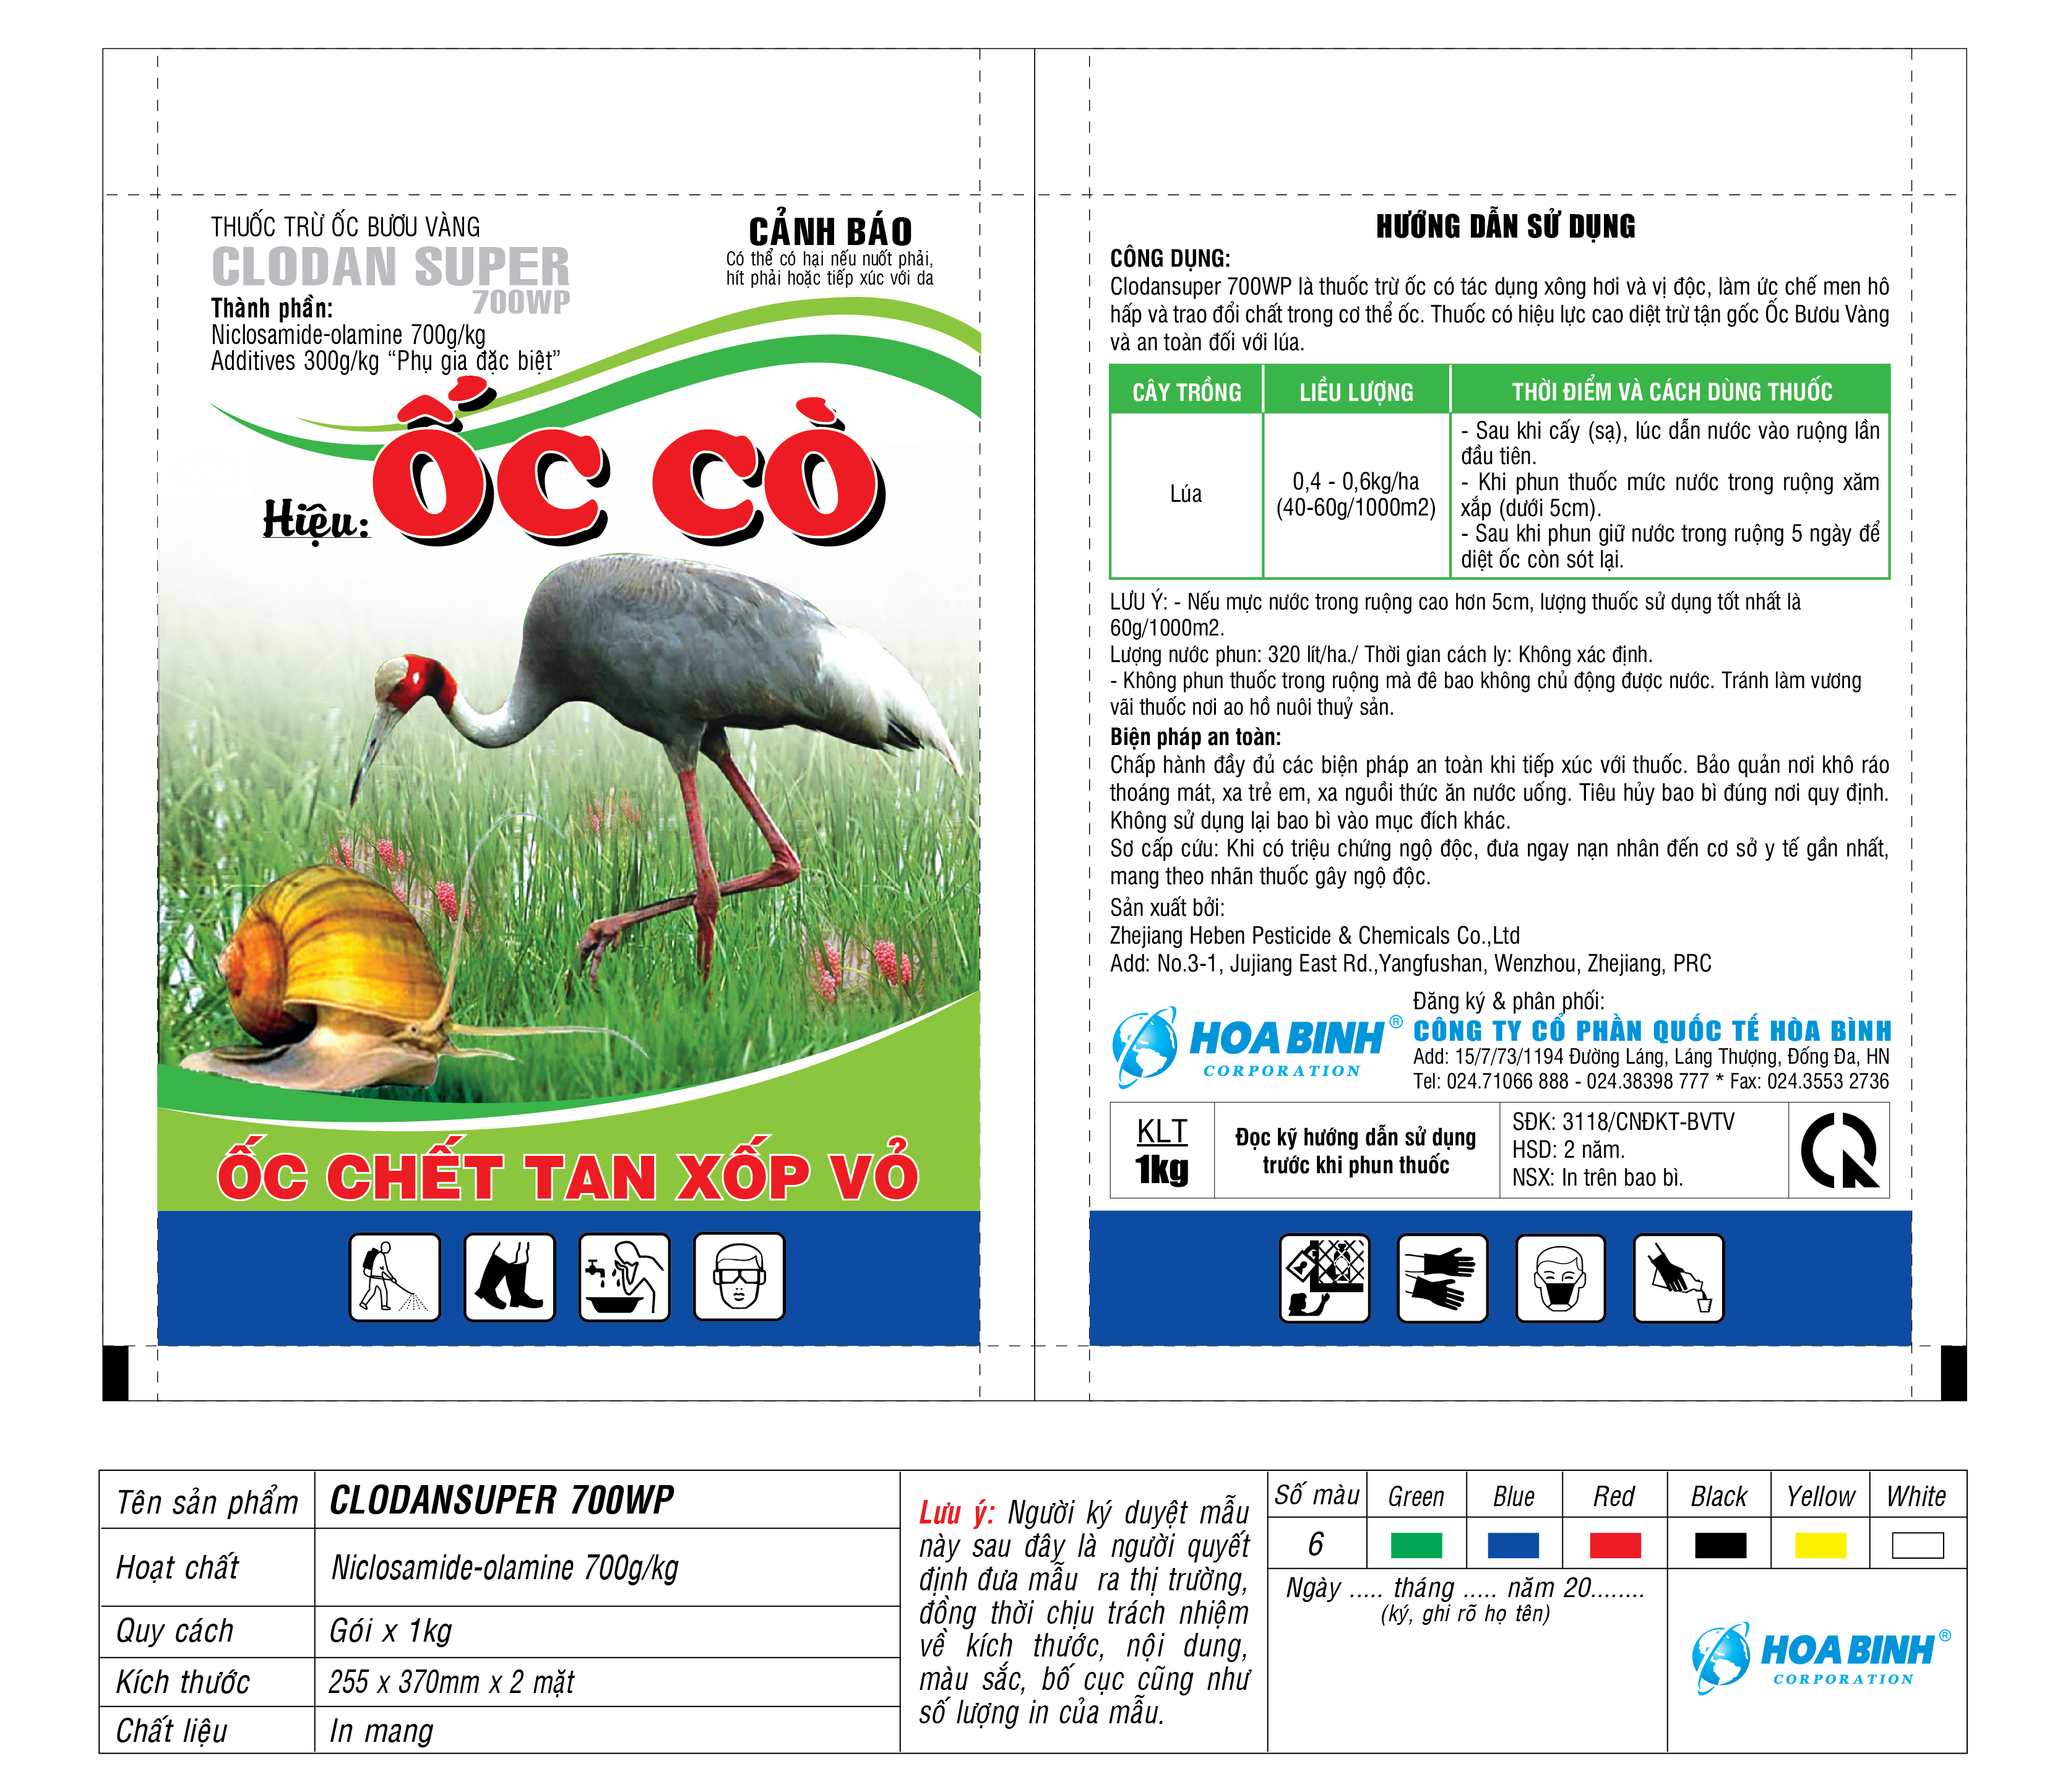 THUỐC TRỪ ỐC BƯƠU VÀNG
CLODAN SUPER
700WP
Thành phần:
Niclosamide-olamine 700g/kg
Additives 300g/kg “Phụ gia đặc biệt”
CẢNH BÁO
Có thể có hại nếu nuốt phải,
hít phải hoặc tiếp xúc với da
Hiệu: ỐC CÒ
ỐC CHẾT TAN XỐP VỎ
HƯỚNG DẪN SỬ DỤNG
CÔNG DỤNG:
Clodansuper 700WP là thuốc trừ ốc có tác dụng xông hơi và vị độc, làm ức chế men hô
hấp và trao đổi chất trong cơ thể ốc. Thuốc có hiệu lực cao diệt trừ tận gốc Ốc Bươu Vàng
và an toàn đối với lúa.
CÂY TRỒNG LIỀU LƯỢNG THỜI ĐIỂM VÀ CÁCH DÙNG THUỐC
Lúa
0,4 - 0,6kg/ha
(40-60g/1000m2)
- Sau khi cấy (sạ), lúc dẫn nước vào ruộng lần
đầu tiên.
- Khi phun thuốc mức nước trong ruộng xăm
xắp (dưới 5cm).
- Sau khi phun giữ nước trong ruộng 5 ngày để
diệt ốc còn sót lại.
LƯU Ý: - Nếu mực nước trong ruộng cao hơn 5cm, lượng thuốc sử dụng tốt nhất là
60g/1000m2.
Lượng nước phun: 320 lít/ha./ Thời gian cách ly: Không xác định.
- Không phun thuốc trong ruộng mà đê bao không chủ động được nước. Tránh làm vương
vãi thuốc nơi ao hồ nuôi thuỷ sản.
Biện pháp an toàn:
Chấp hành đầy đủ các biện pháp an toàn khi tiếp xúc với thuốc. Bảo quản nơi khô ráo
thoáng mát, xa trẻ em, xa nguồi thức ăn nước uống. Tiêu hủy bao bì đúng nơi quy định.
Không sử dụng lại bao bì vào mục đích khác.
Sơ cấp cứu: Khi có triệu chứng ngộ độc, đưa ngay nạn nhân đến cơ sở y tế gần nhất,
mang theo nhãn thuốc gây ngộ độc.
Sản xuất bởi:
Zhejiang Heben Pesticide & Chemicals Co.,Ltd
Add: No.3-1, Jujiang East Rd.,Yangfushan, Wenzhou, Zhejiang, PRC
HOA BINH ®
CORPORATION
Đăng ký & phân phối:
CÔNG TY CỔ PHẦN QUỐC TẾ HÒA BÌNH
Add: 15/7/73/1194 Đường Láng, Láng Thượng, Đống Đa, HN
Tel: 024.71066 888 - 024.38398 777 * Fax: 024.3553 2736
KLT
1kg
Đọc kỹ hướng dẫn sử dụng
trước khi phun thuốc
SĐK: 3118/CNĐKT-BVTV
HSD: 2 năm.
NSX: In trên bao bì.
Tên sản phẩm CLODANSUPER 700WP
Hoạt chất Niclosamide-olamine 700g/kg
Quy cách Gói x 1kg
Kích thước 255 x 370mm x 2 mặt
Chất liệu In mang
Lưu ý: Người ký duyệt mẫu
này sau đây là người quyết
định đưa mẫu ra thị trường,
đồng thời chịu trách nhiệm
về kích thước, nội dung,
màu sắc, bố cục cũng như
số lượng in của mẫu.
Số màu Green Blue Red Black Yellow White
6
Ngày ..... tháng ..... năm 20........
(ký, ghi rõ họ tên)
HOA BINH ®
CORPORATION